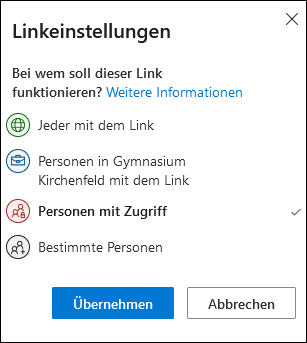 Linkeinstellungen
Bei wem soll dieser Link
funktionieren? Weitere Informationen
Jeder mit dem Link
Personen in Gymnasium
Kirchenfeld mit dem Link
Personen mit Zugriff
Bestimmte Personen
Übernehmen Abbrechen